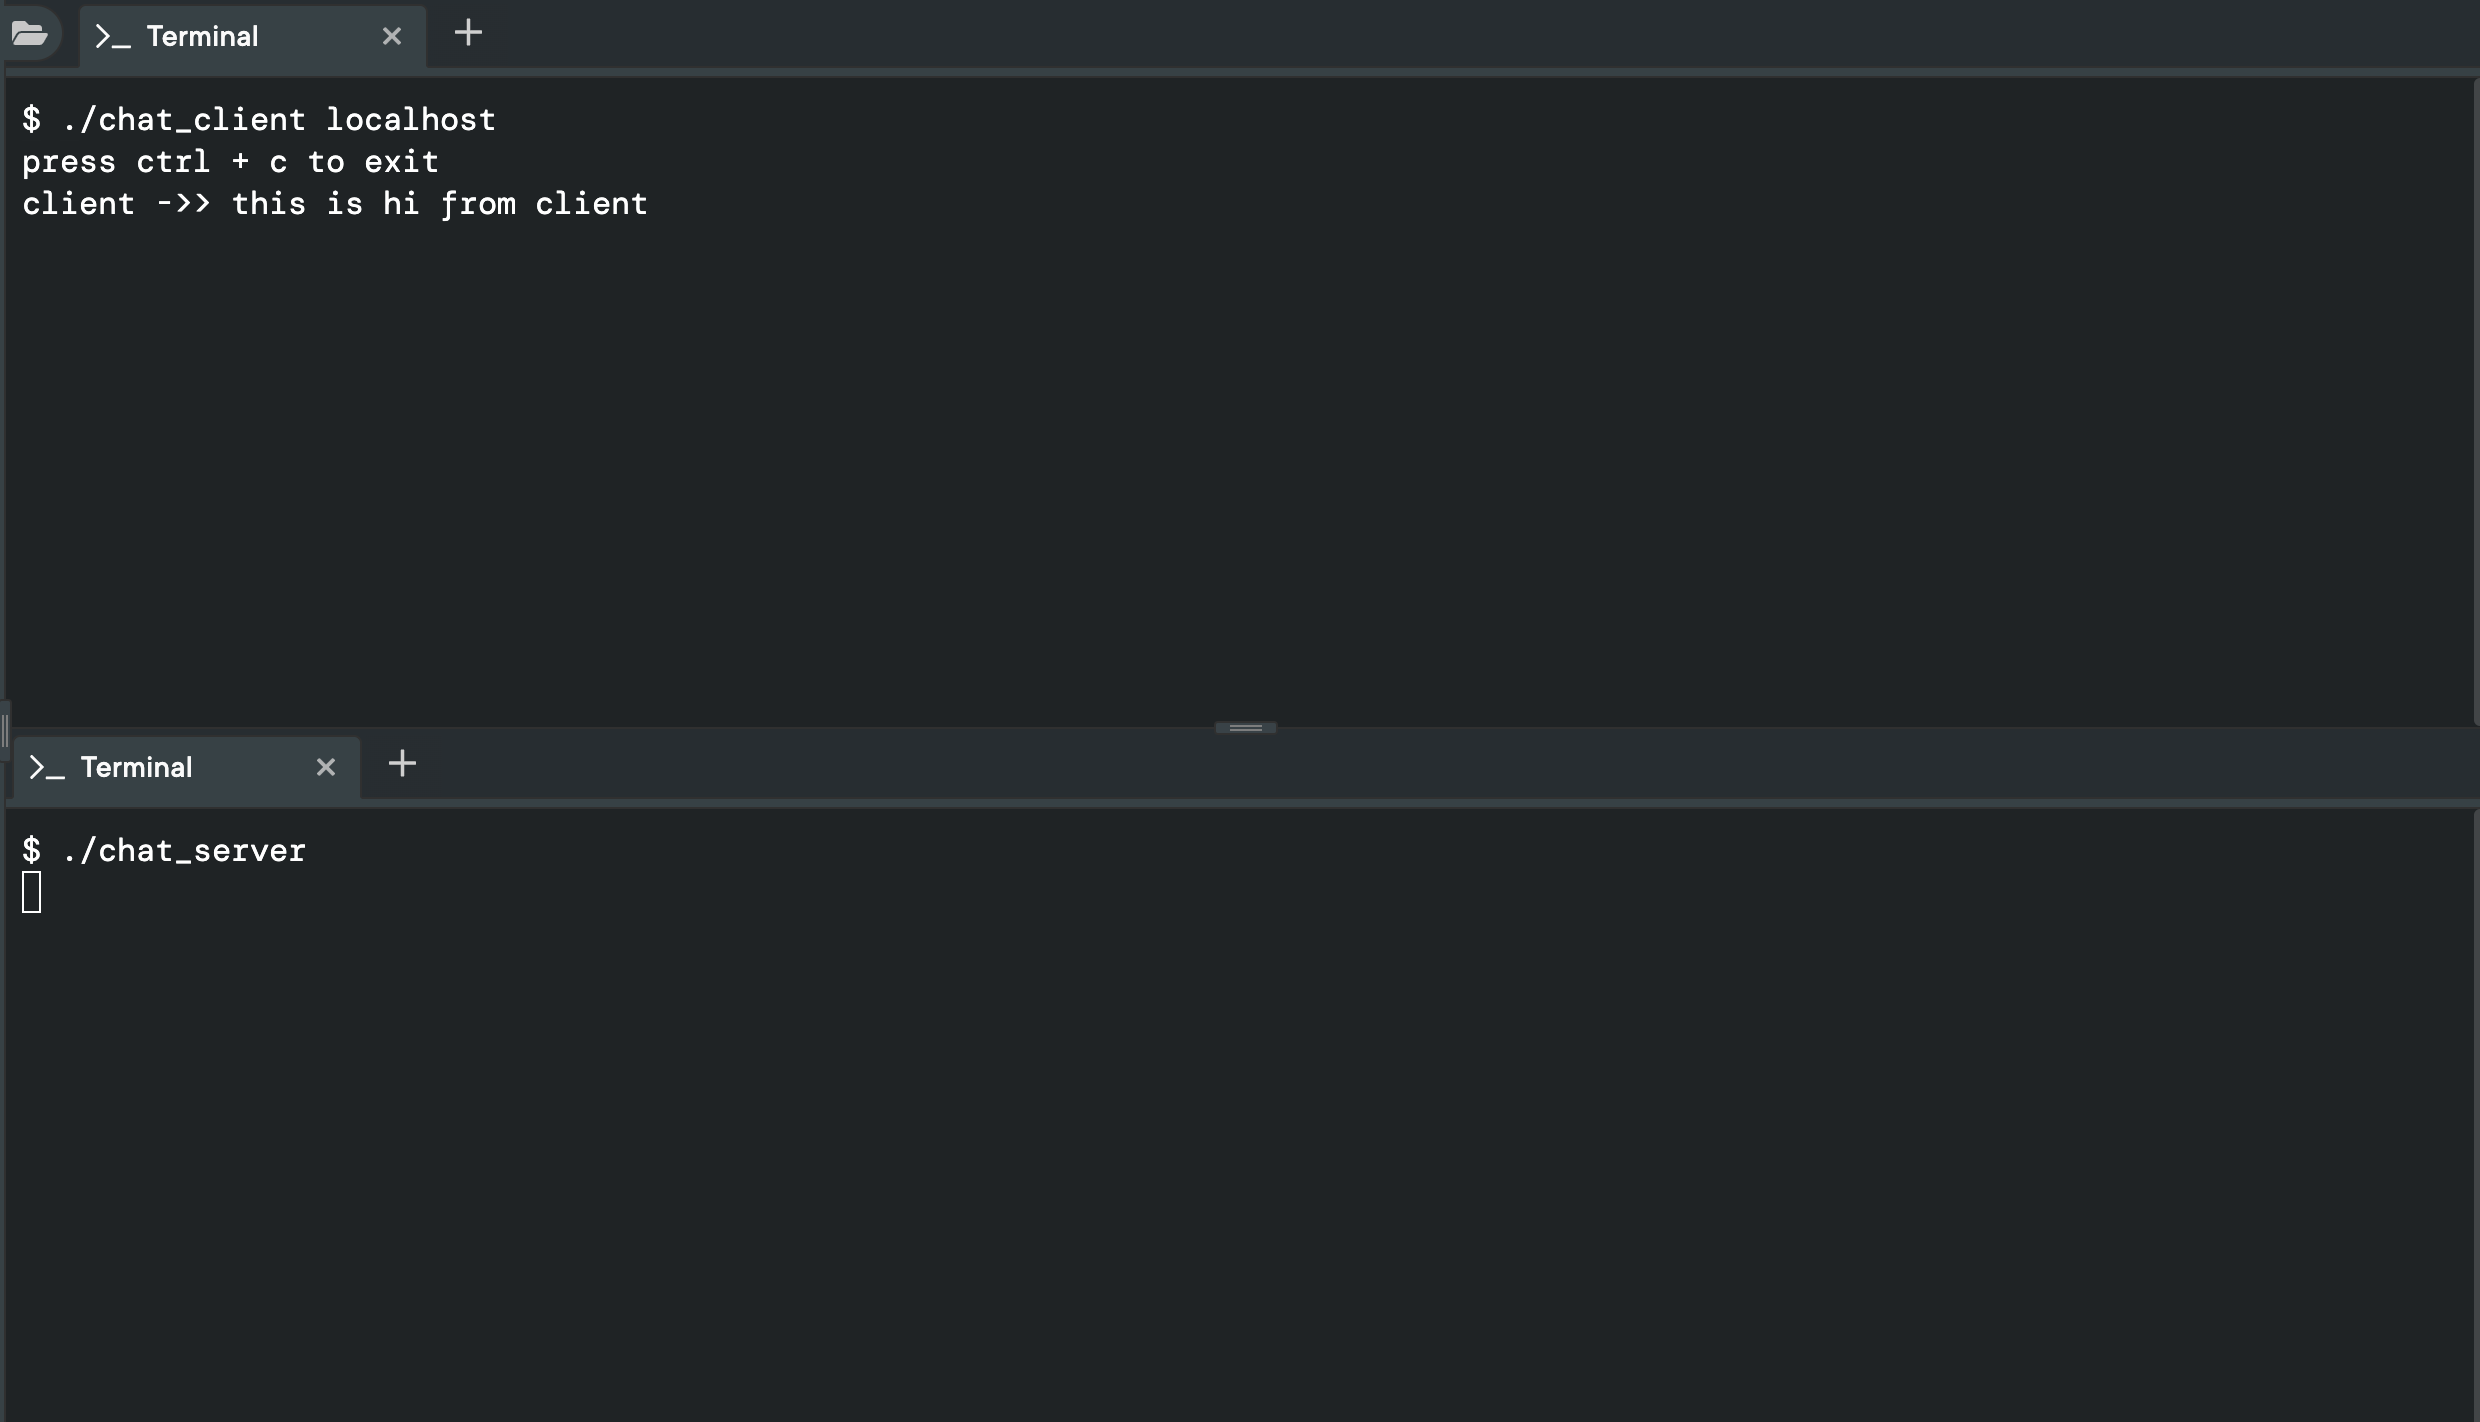 >_ Terminal × +
$ ./chat_client localhost
press ctrl + c to exit
client ->> this is hi from client
>_ Terminal × +
$ ./chat_server